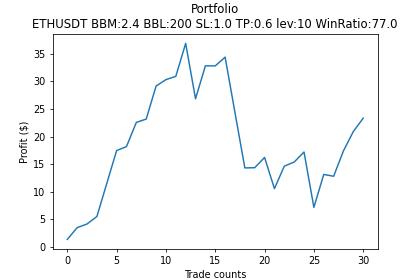 Portfolio
ETHUSDT BBM:2.4 BBL:200 SL:1.0 TP:0.6 lev:10 WinRatio:77.0
35
30
25
20
15
10
5
0
Profit ($)
0 5 10 15 20 25 30
Trade counts